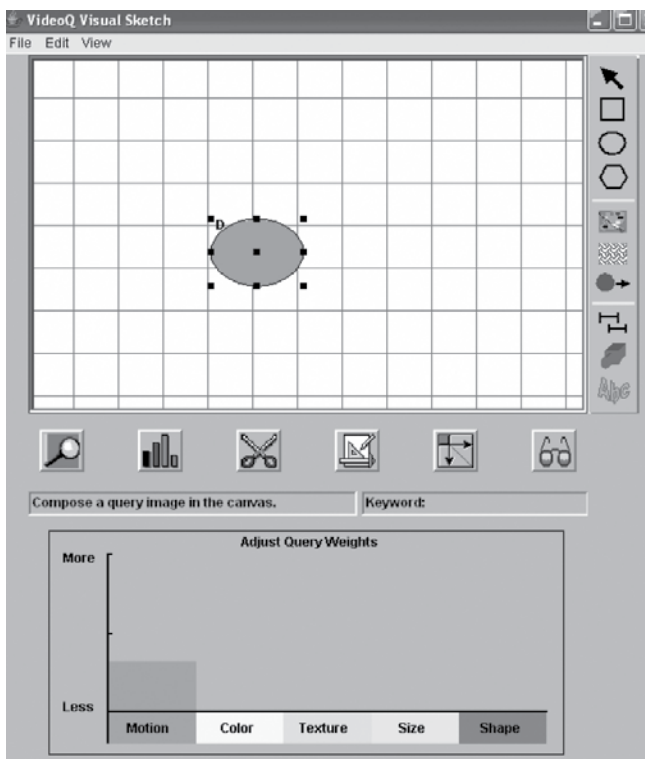 VideoQ Visual Sketch
File Edit View
D
Abc
Compose a query image in the canvas. Keyword:
Adjust Query Weights
More
Less
Motion Color Texture Size Shape